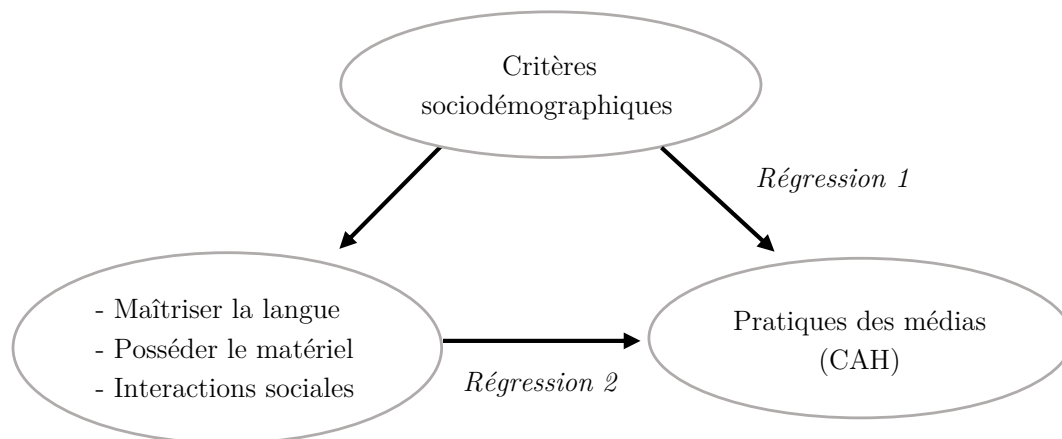 Critères
sociodémographiques
Régression 1
- Maîtriser la langue
- Posséder le matériel
- Interactions sociales
Régression 2
Pratiques des médias
(CAH)